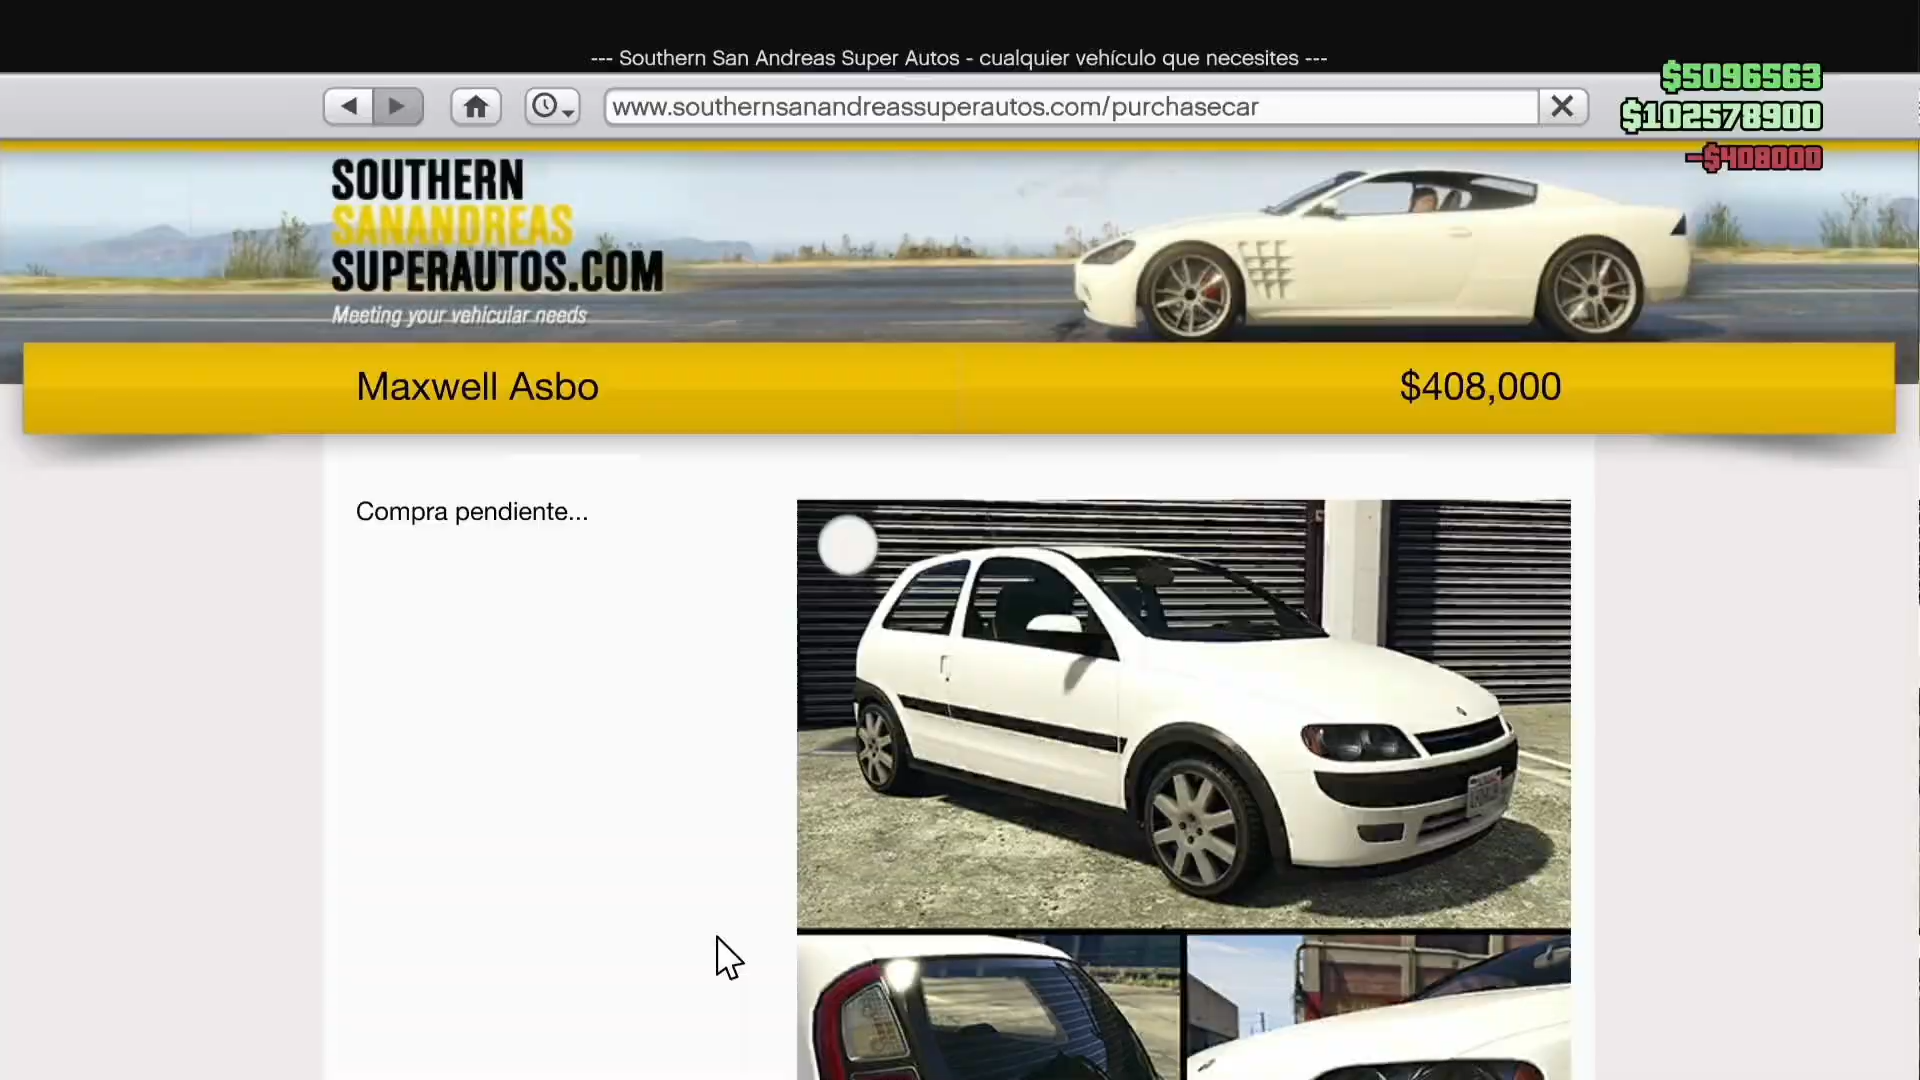 --- Southern San Andreas Super Autos - cualquier vehículo que necesites ---
www.southernsanandreassuperautos.com/purchasecar
$5096563
$102578900
-$408000
SOUTHERN
SANANDREAS
SUPERAUTOS.COM
Meeting your vehicular needs
Maxwell Asbo
$408,000
Compra pendiente...